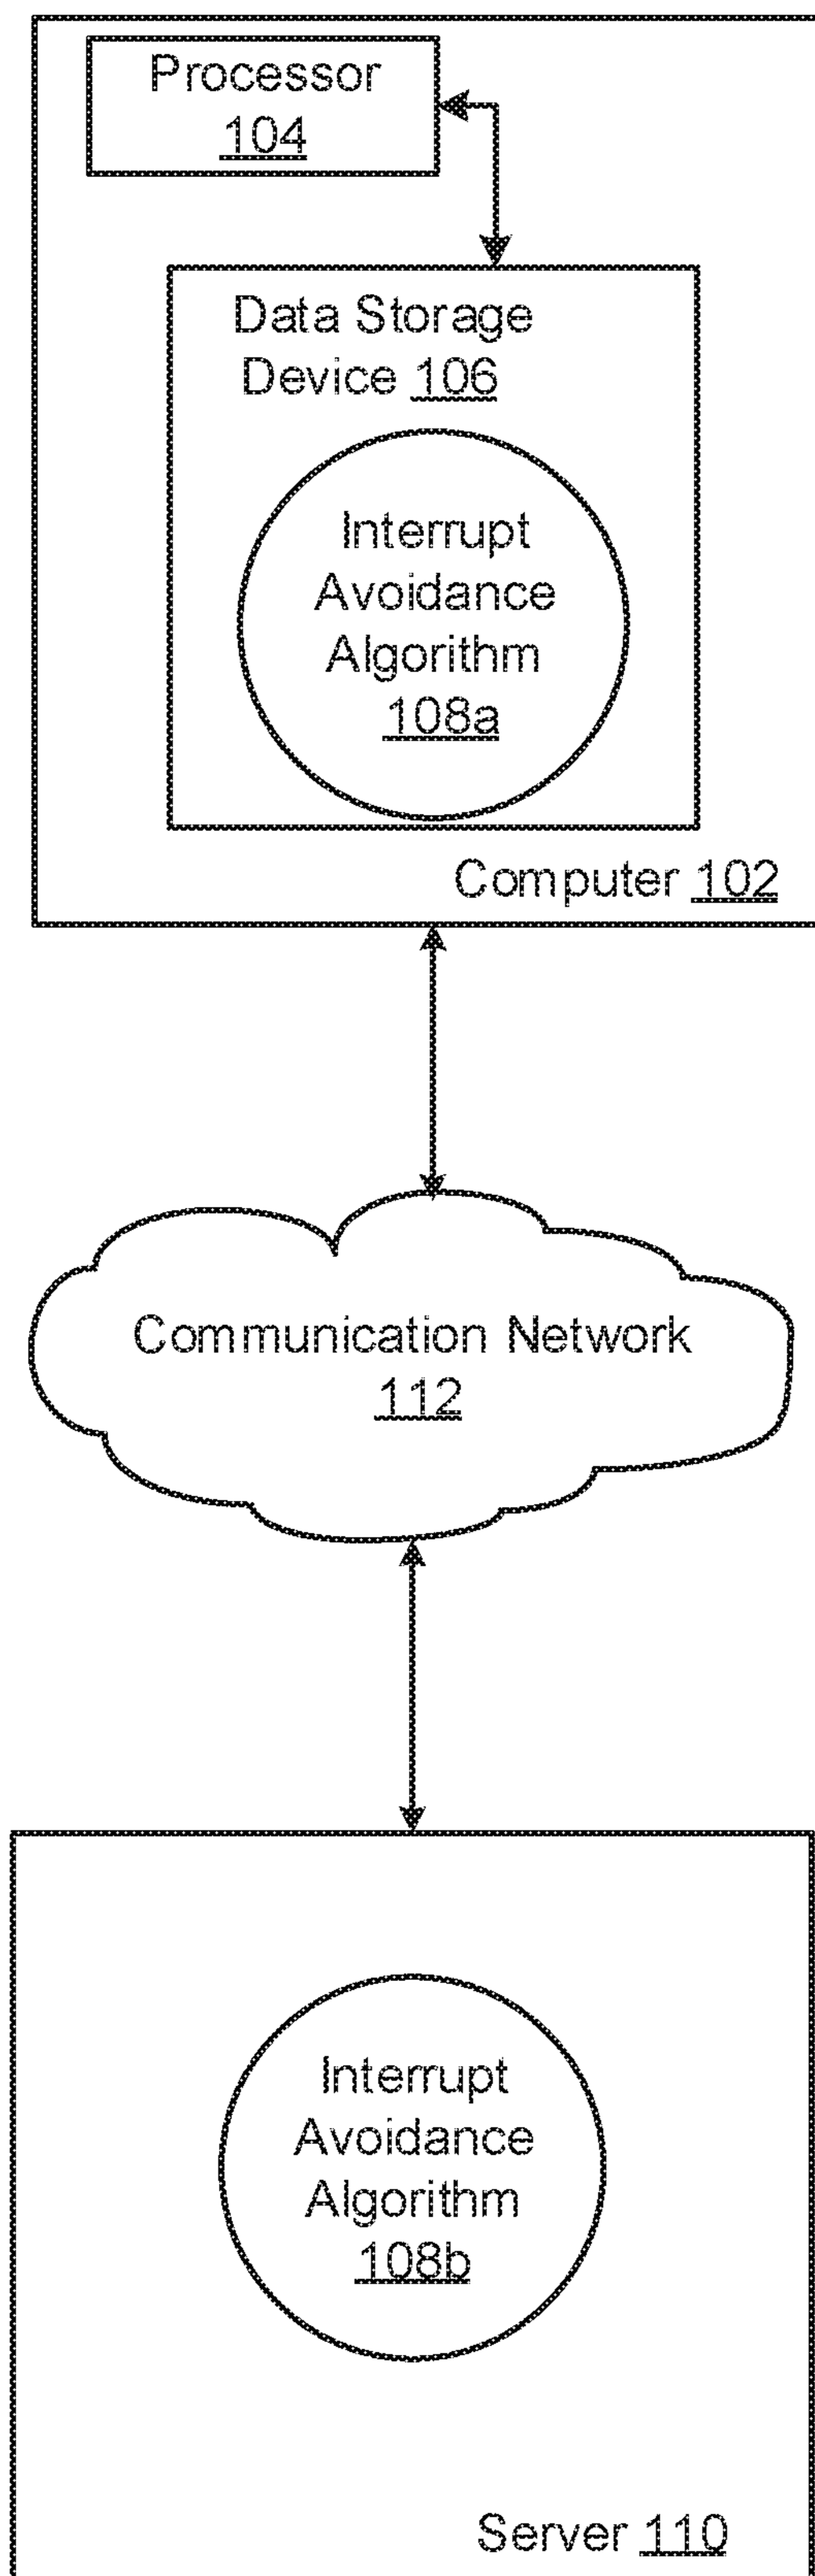 Processor
104
Data Storage
Device 106
Interrupt
Avoidance
Algorithm
108a
Computer 102
Communication Network
112
Interrupt
Avoidance
Algorithm
108b
Server 110